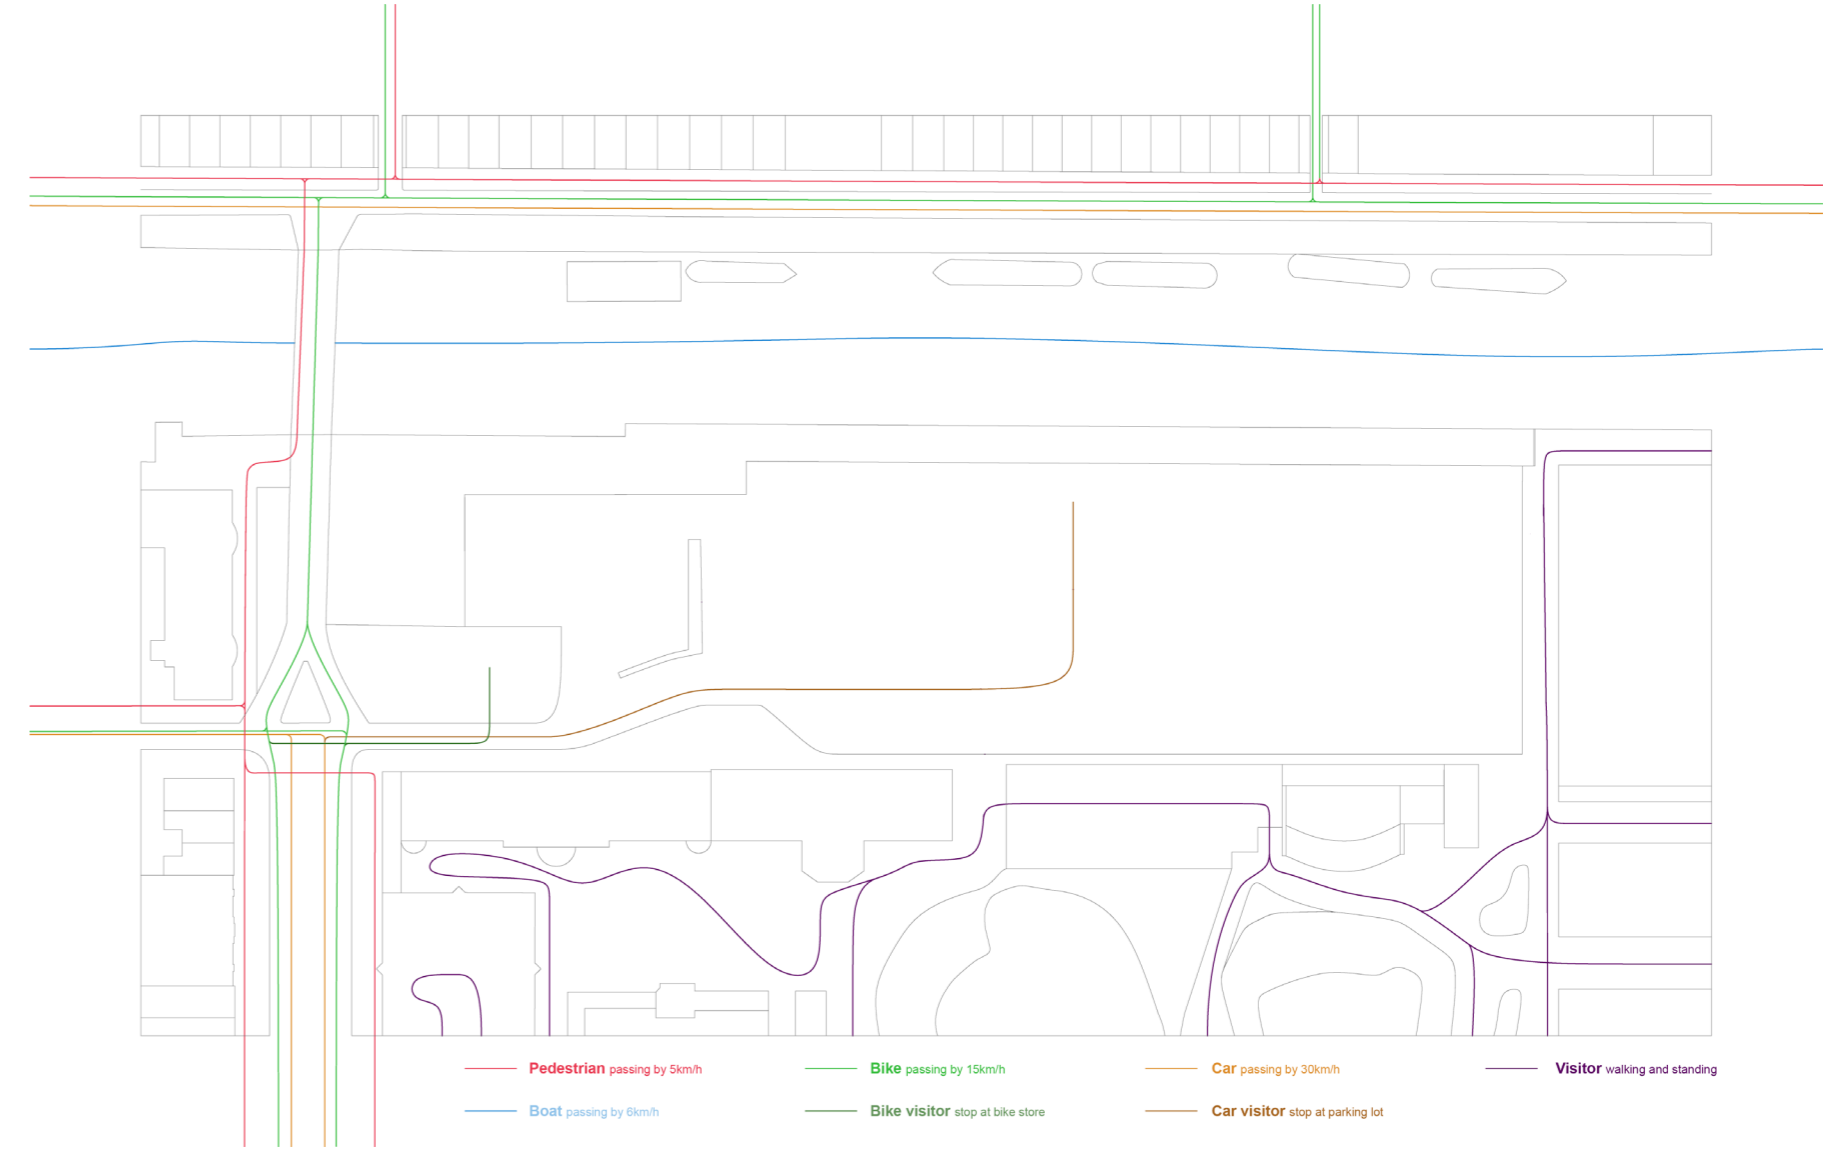 Pedestrian passing by 5km/h
Bike passing by 15km/h
Car passing by 30km/h
Visitor walking and standing
Boat passing by 6km/h
Bike visitor stop at bike store
Car visitor stop at parking lot